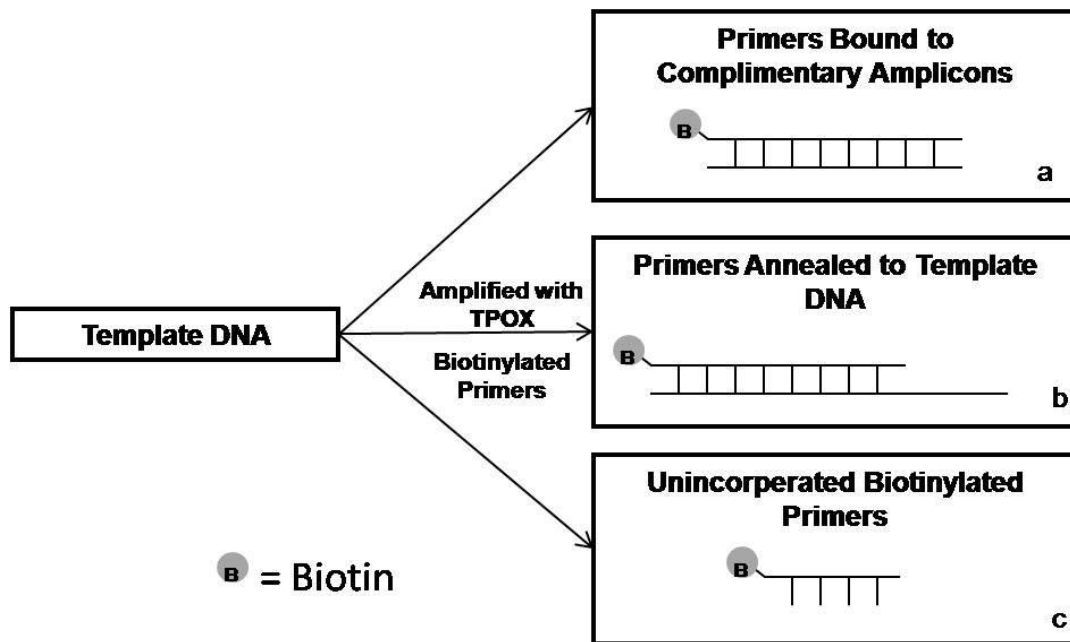 Primers Bound to
Complimentary Amplicons
B
a
Template DNA
Amplified with
TPOX
Biotinylated
Primers
Primers Annealed to Template
DNA
B
b
Unincorperated Biotinylated
Primers
B
c
B = Biotin